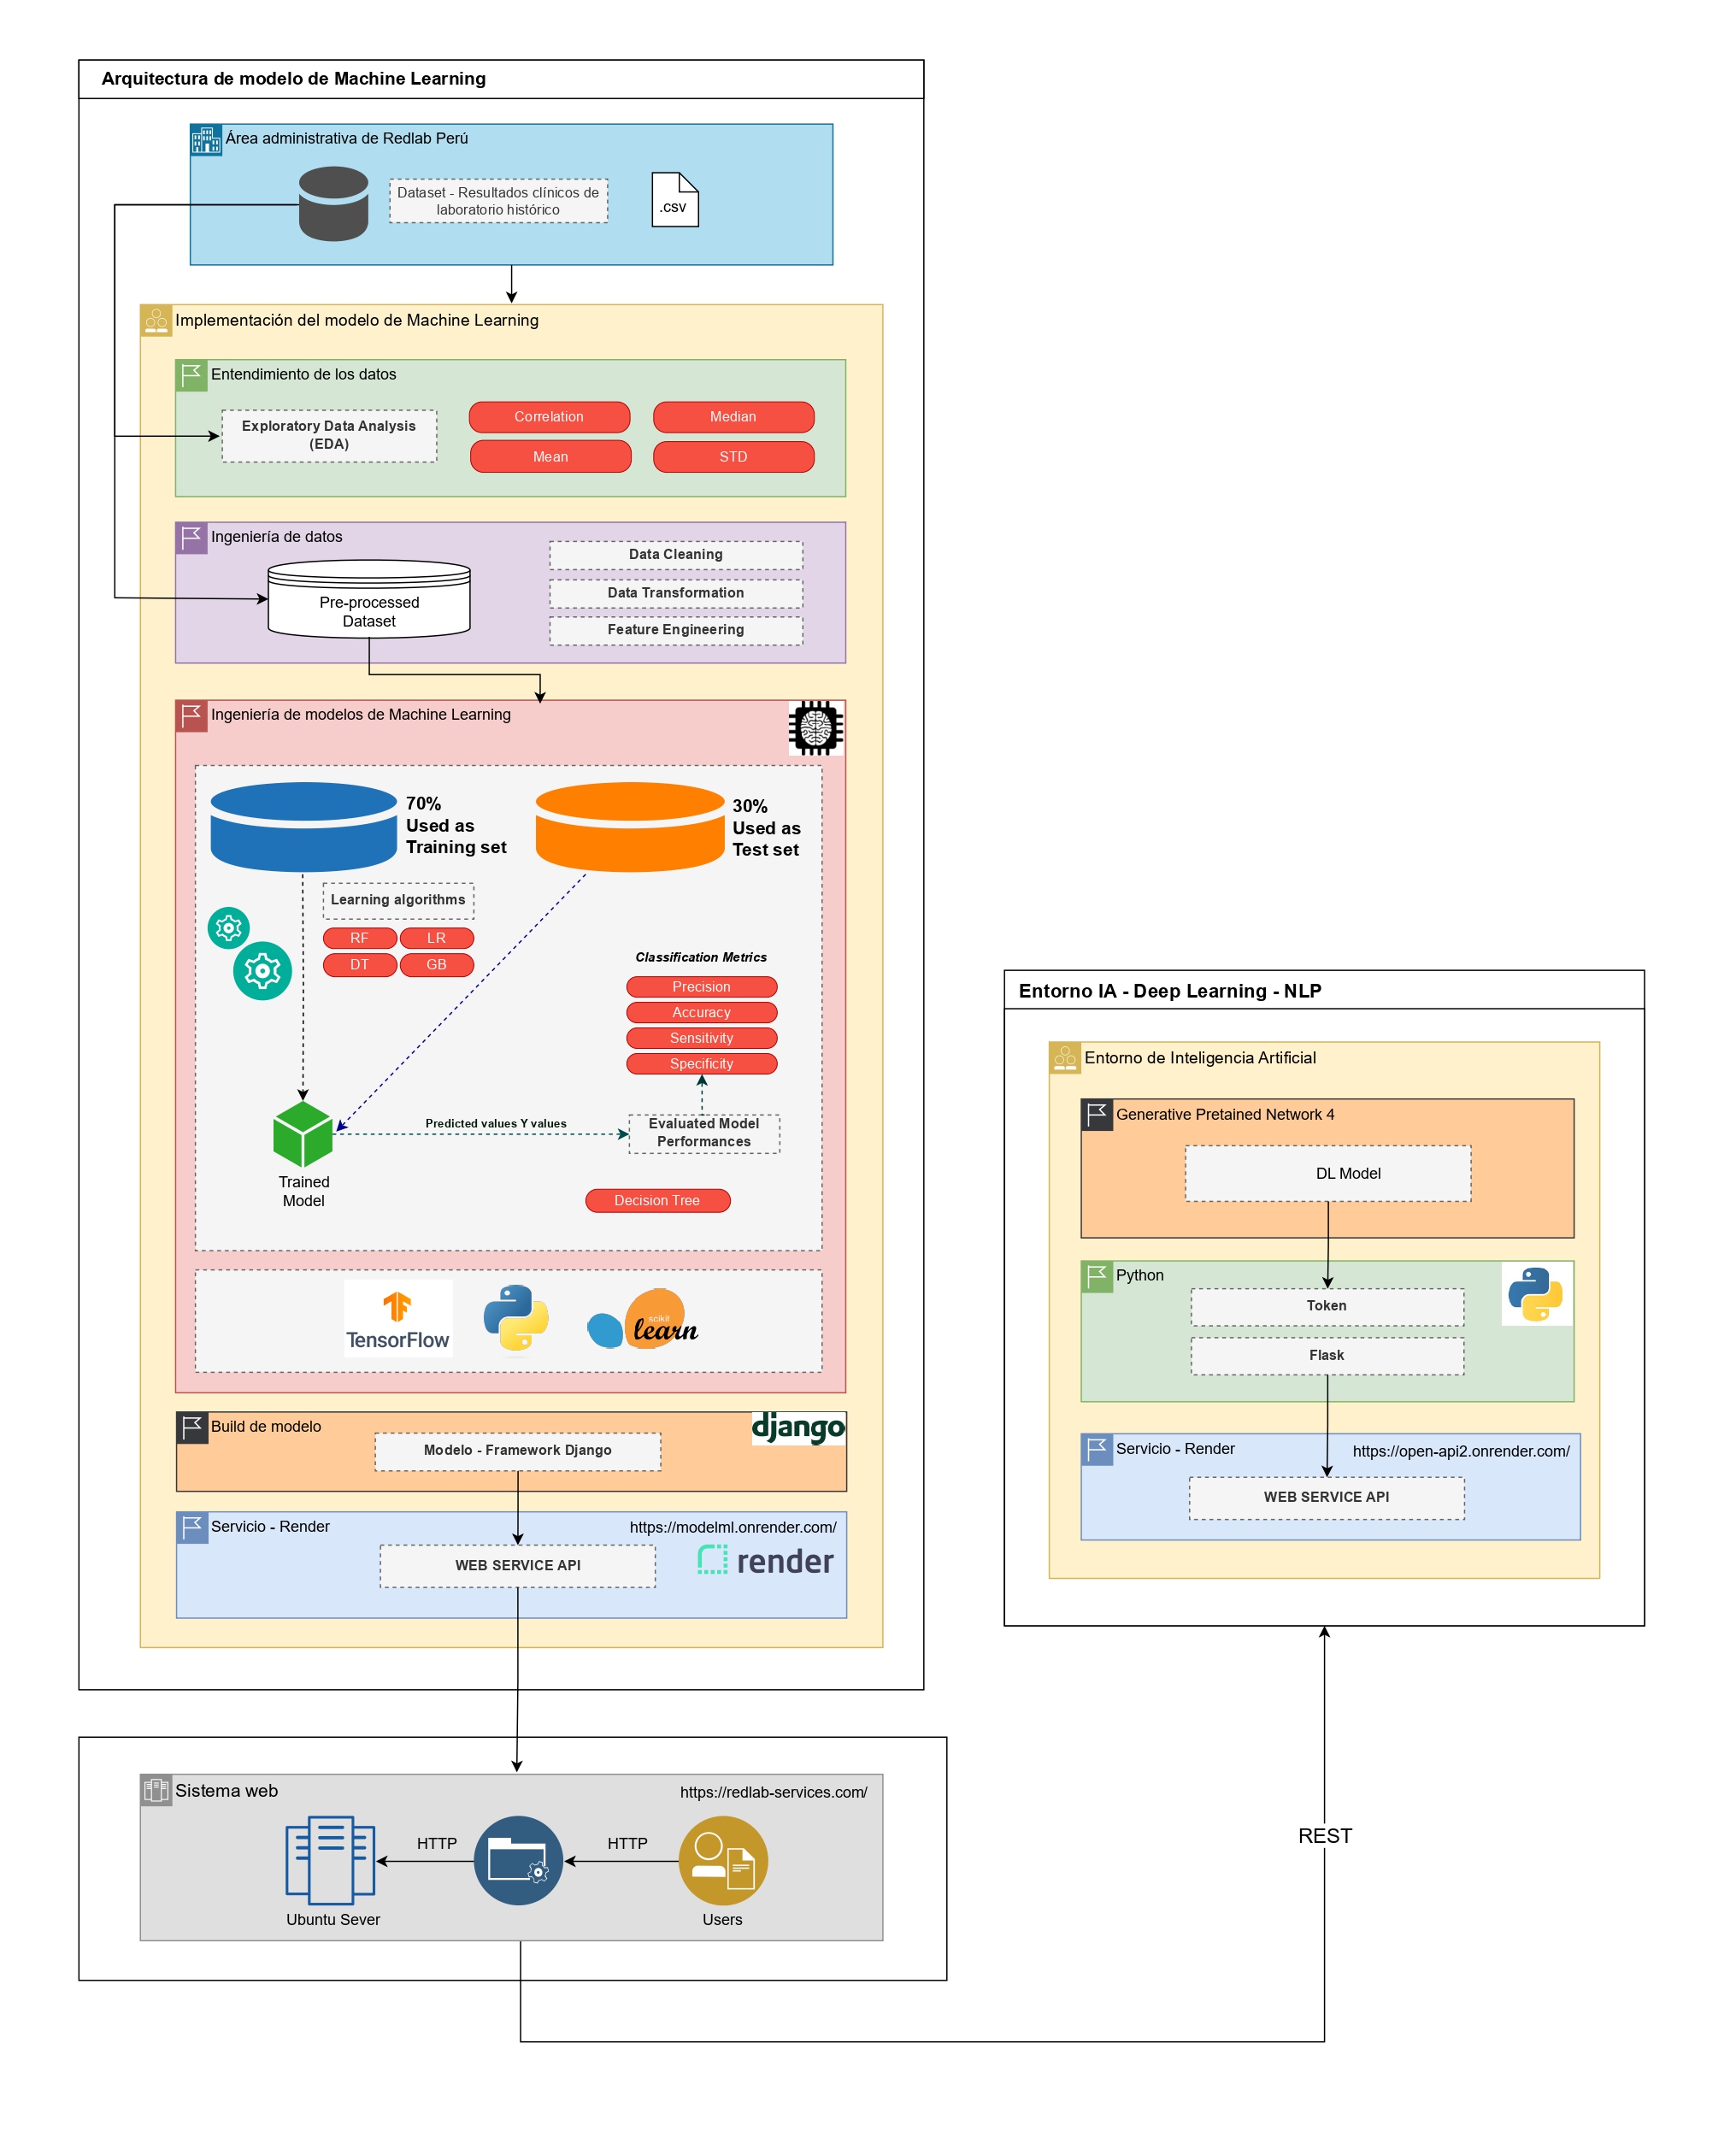 Arquitectura de modelo de Machine Learning
Área administrativa de Redlab Perú
Dataset - Resultados clínicos de
laboratorio histórico
.CSV
Implementación del modelo de Machine Learning
Entendimiento de los datos
Exploratory Data Analysis
(EDA)
Correlation
Median
Mean
STD
Ingeniería de datos
Pre-processed
Dataset
Data Cleaning
Data Transformation
Feature Engineering
Ingeniería de modelos de Machine Learning
70%
Used as
Training set
30%
Used as
Test set
Learning algorithms
RF
LR
DT
GB
Classification Metrics
Precision
Accuracy
Sensitivity
Specificity
Predicted values Y values
Evaluated Model
Performances
Trained
Model
Decision Tree
TensorFlow
scikit
learn
Build de modelo
django
Modelo - Framework Django
Servicio - Render
https://modelml.onrender.com/
WEB SERVICE API
render
Sistema web
https://redlab-services.com/
HTTP
HTTP
Ubuntu Sever
Users
Entorno IA - Deep Learning - NLP
Entorno de Inteligencia Artificial
Generative Pretained Network 4
DL Model
Python
Token
Flask
Servicio - Render
https://open-api2.onrender.com/
WEB SERVICE API
REST